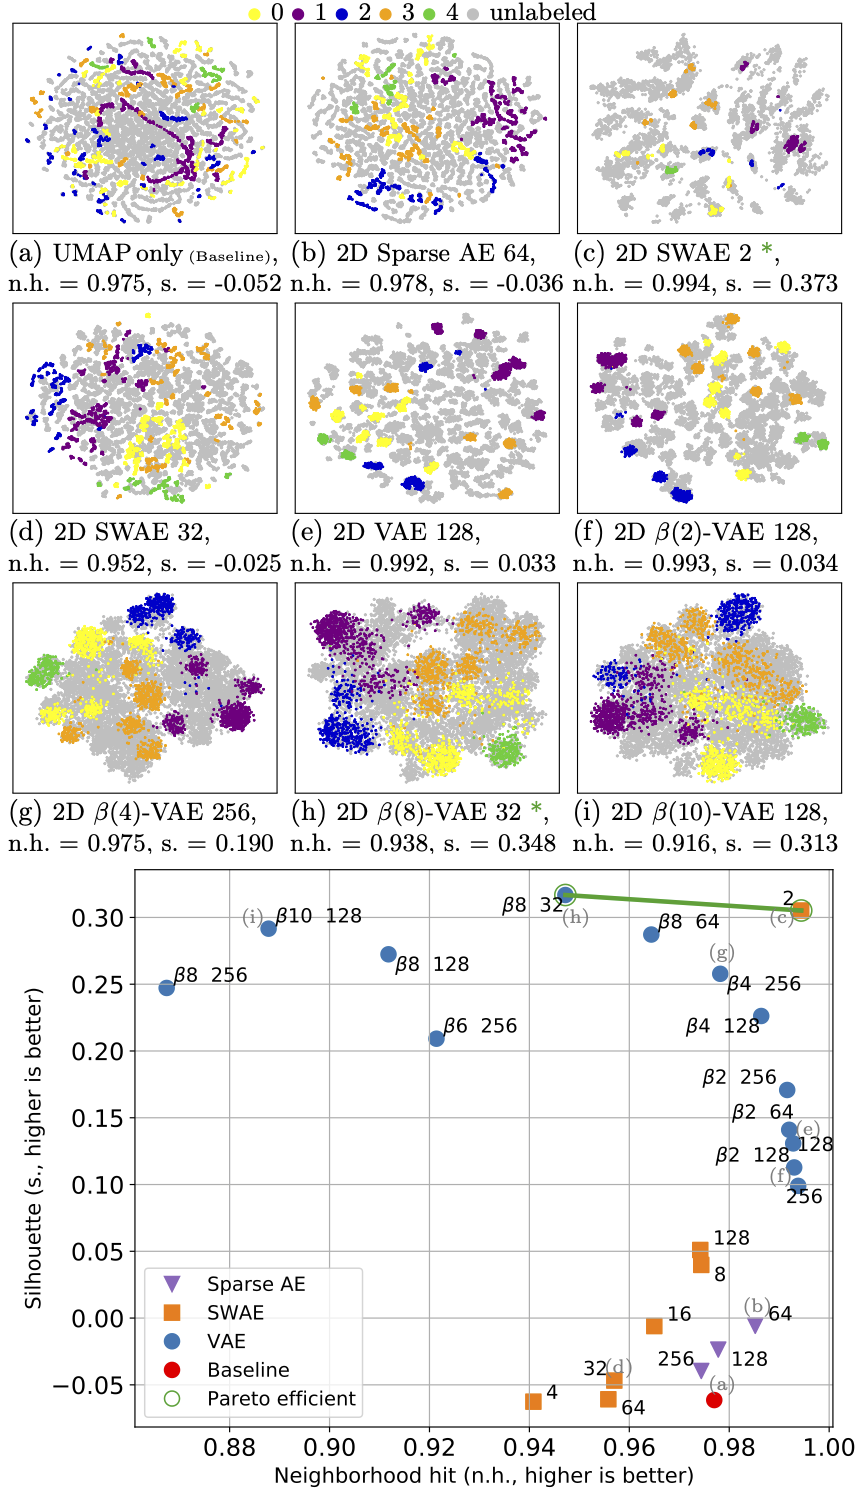 0 1 2 3 4 unlabeled
(a) UMAP only (Baseline), (b) 2D Sparse AE 64, (c) 2D SWAE 2 *,
n.h. = 0.975, s. = -0.052 n.h. = 0.978, s. = -0.036 n.h. = 0.994, s. = 0.373
(d) 2D SWAE 32, (e) 2D VAE 128, (f) 2D β(2)-VAE 128,
n.h. = 0.952, s. = -0.025 n.h. = 0.992, s. = 0.033 n.h. = 0.993, s. = 0.034
(g) 2D β(4)-VAE 256, (h) 2D β(8)-VAE 32 *, (i) 2D β(10)-VAE 128,
n.h. = 0.975, s. = 0.190 n.h. = 0.938, s. = 0.348 n.h. = 0.916, s. = 0.313
Silhouette (s., higher is better)
0.30
0.25
0.20
0.15
0.10
0.05
0.00
−0.05
β8 32
(h)
2
(c)
(i) β10 128
β8 64
(g)
β8 128
β8 256
β4 256
β4 128
β6 256
β2 256
β2 64
(e)
128
β2 128
(f)
256
128
8
16
(b) 64
256
128
32 (d)
(a)
4
64
Sparse AE
SWAE
VAE
Baseline
Pareto efficient
0.88 0.90 0.92 0.94 0.96 0.98 1.00
Neighborhood hit (n.h., higher is better)